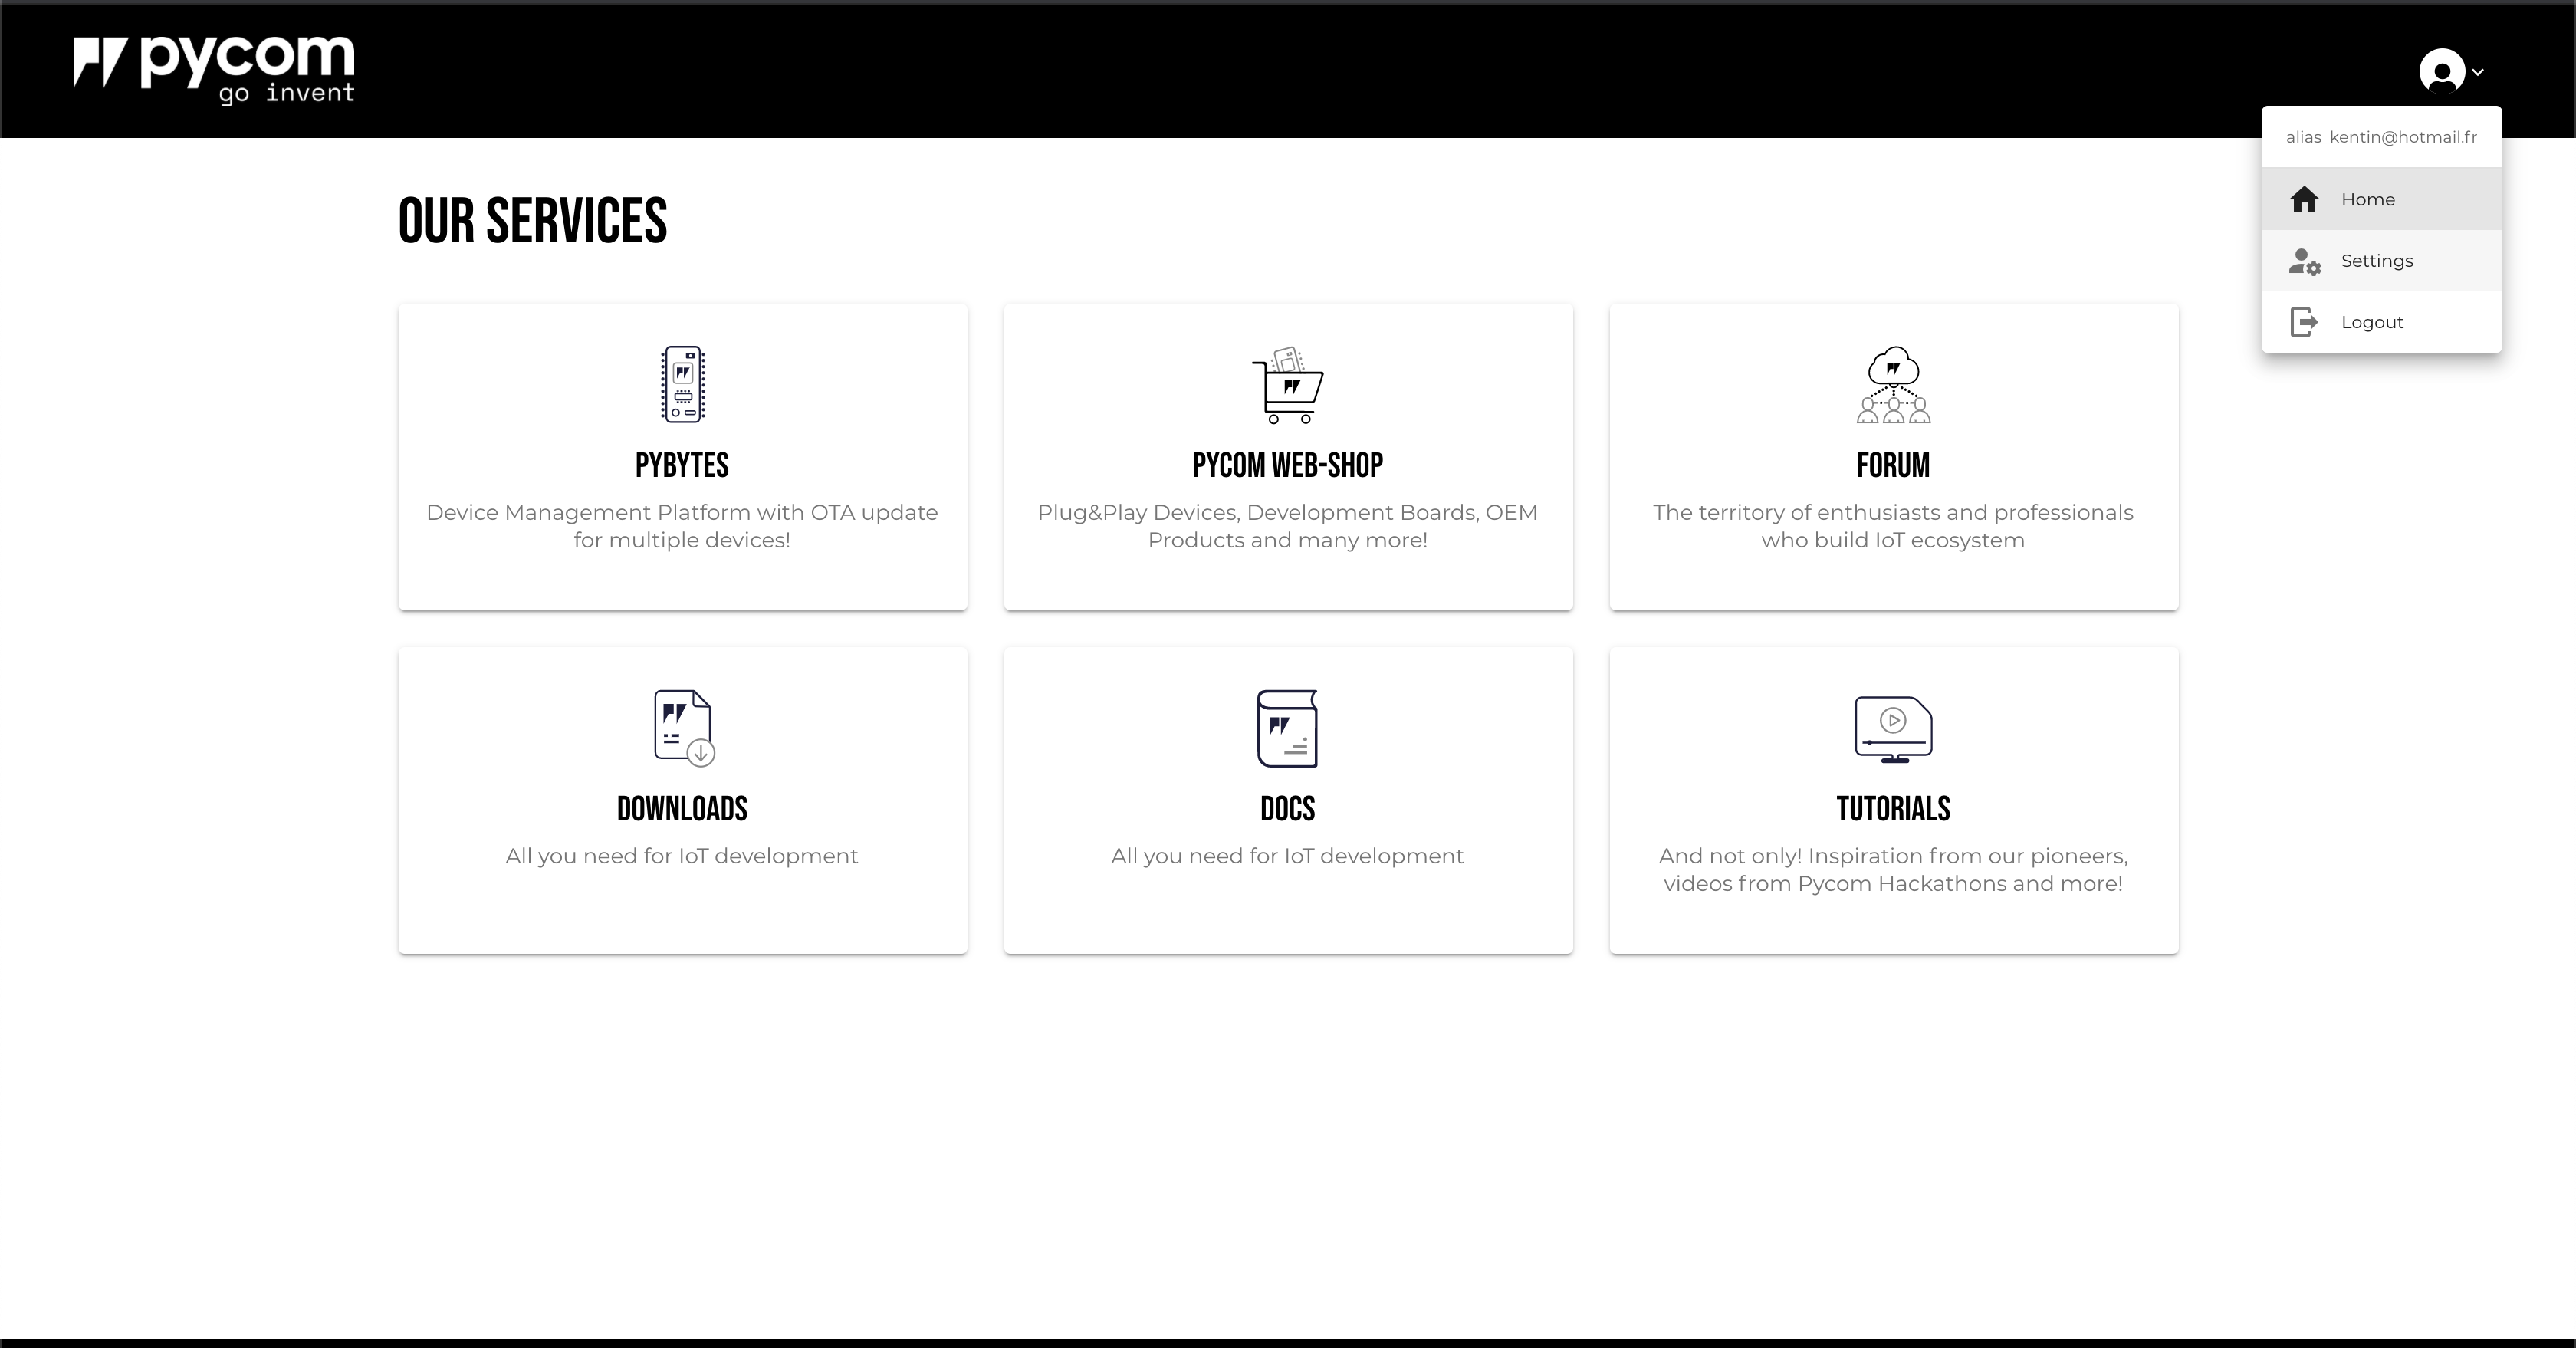 pycom
go invent
alias_kentin@hotmail.fr
Home
Settings
Logout
OUR SERVICES
PYBYTES
Device Management Platform with OTA update
for multiple devices!
PYCOM WEB-SHOP
Plug&Play Devices, Development Boards, OEM
Products and many more!
FORUM
The territory of enthusiasts and professionals
who build IoT ecosystem
DOWNLOADS
All you need for IoT development
DOCS
All you need for IoT development
TUTORIALS
And not only! Inspiration from our pioneers,
videos from Pycom Hackathons and more!